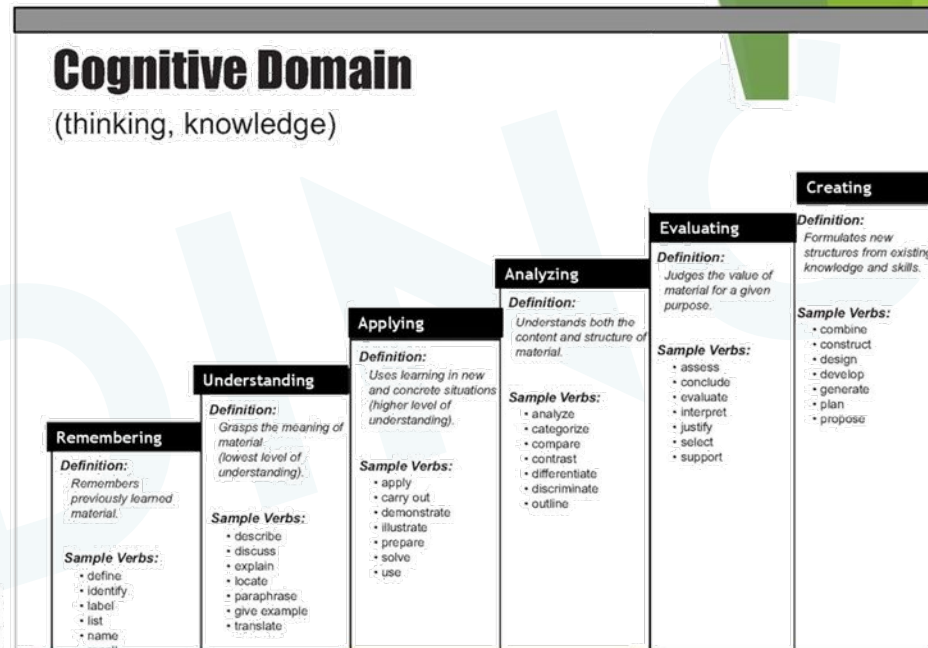 Cognitive Domain
(thinking, knowledge)
Remembering
Definition:
Remembers
previously learned
material.
Sample Verbs:
• define
• identify
• label
• list
• name
Understanding
Definition:
Grasps the meaning of
material
(lowest level of
understanding).
Sample Verbs:
• describe
• discuss
• explain
• locate
• paraphrase
• give example
• translate
Applying
Definition:
Uses learning in new
and concrete situations
(higher level of
understanding).
Sample Verbs:
• apply
• carry out
• demonstrate
• illustrate
• prepare
• solve
• use
Analyzing
Definition:
Understands both the
content and structure of
material.
Sample Verbs:
• analyze
• categorize
• compare
• contrast
• differentiate
• discriminate
• outline
Evaluating
Definition:
Judges the value of
material for a given
purpose.
Sample Verbs:
• assess
• conclude
• evaluate
• interpret
• justify
• select
• support
Creating
Definition:
Formulates new
structures from existing
knowledge and skills.
Sample Verbs:
• combine
• construct
• design
• develop
• generate
• plan
• propose